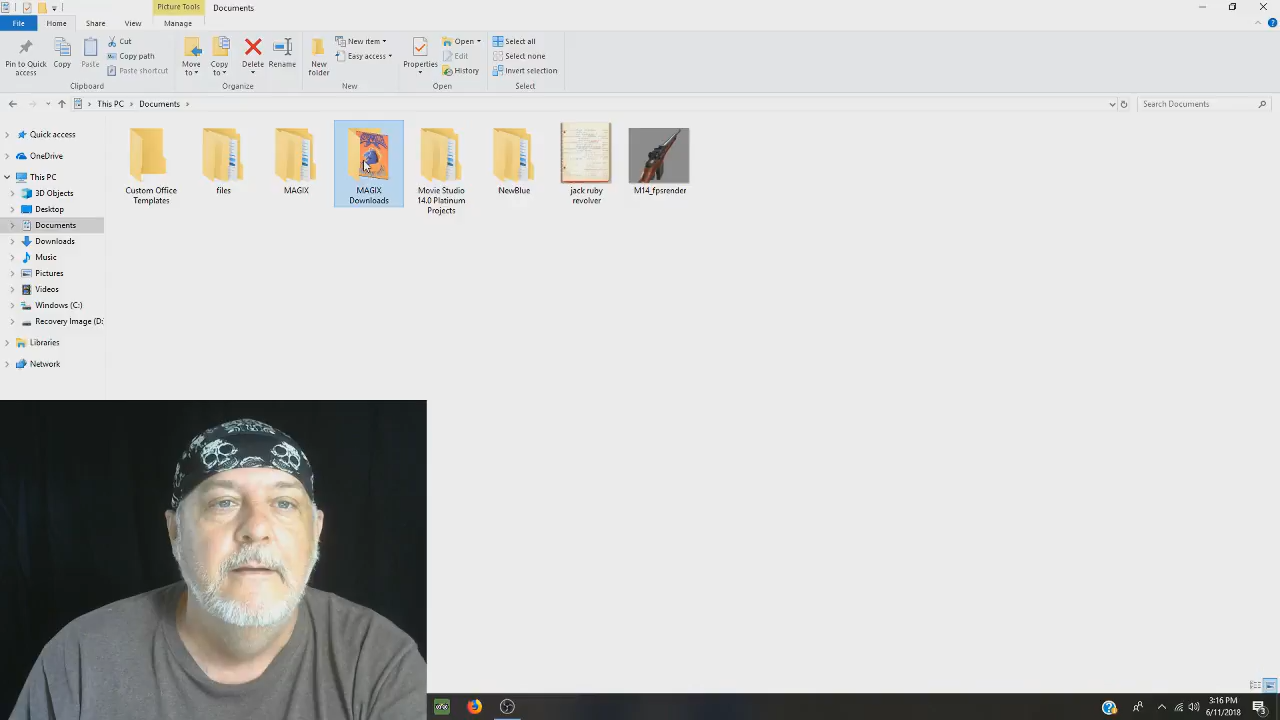 Picture Tools
Documents
File
Home
Share
View
Manage
Pin to Quick
access
Copy
Paste
Cut
Copy path
Paste shortcut
Clipboard
Move
to
Copy
to
Delete
Rename
Organize
New
folder
New item
Easy access
New
Properties
Open
Edit
History
Open
Select all
Select none
Invert selection
Select
This PC
Documents
Search Documents
Quick access
OneDrive
This PC
3D Objects
Desktop
Documents
Downloads
Music
Pictures
Videos
Windows (C:)
Recovery Image (D:
Libraries
Network
Custom Office
Templates
files
MAGIX
MAGIX
Downloads
Movie Studio
14.0 Platinum
Projects
NewBlue
jack ruby
revolver
M14_fpsrender
3:16 PM
6/11/2018